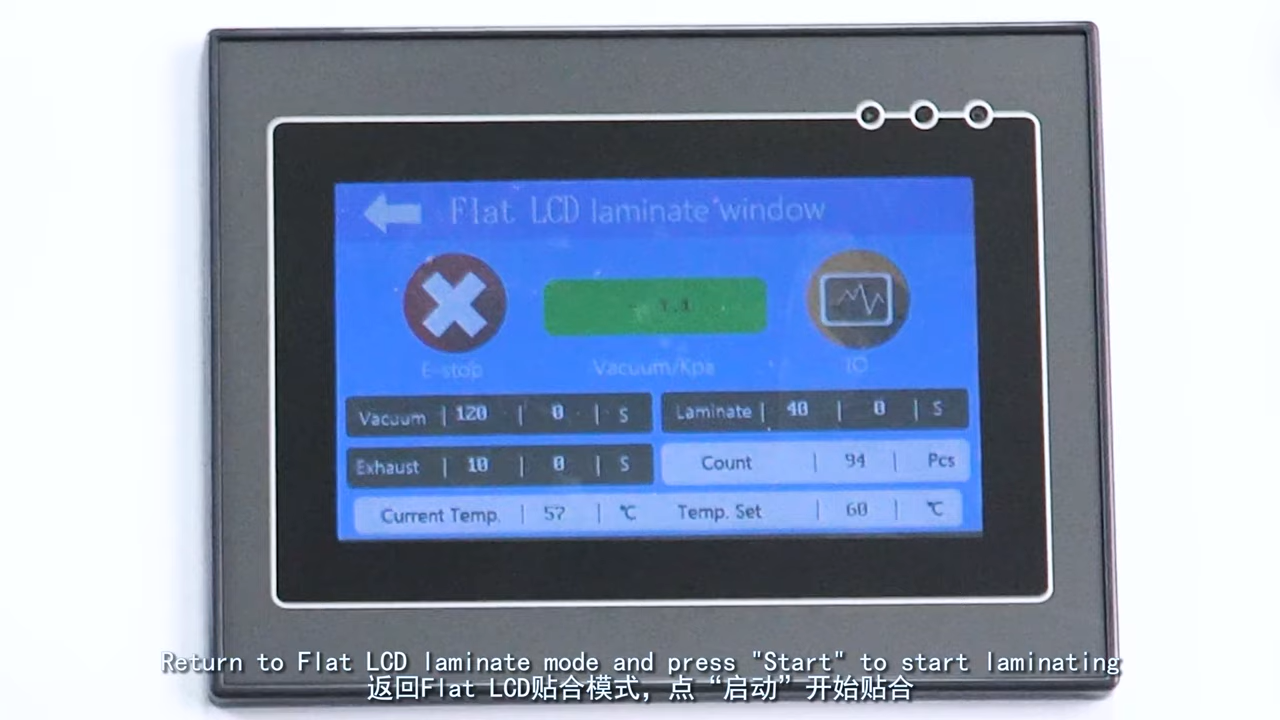 Flat LCD laminate window
E-stop
Vacuum/Kpa
IO
Vacuum | 120 | 0 | S
Laminate | 40 | 0 | S
Exhaust | 10 | 0 | S
Count | 94 | Pcs
Current Temp. | 57 | ℃
Temp. Set | 60 | ℃
Return to Flat LCD laminate mode and press "Start" to start laminating
返回Flat LCD贴合模式，点“启动”开始贴合